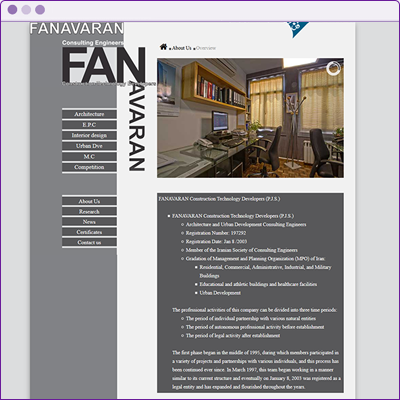 FANAVARAN
Consulting Engineers
FAN
AVARAN
About Us
Overview
Architecture
E.P.C
Interior design
Urban Dve
M.C
Competition
About Us
Research
News
Certificates
Contact us
FANAVARAN Construction Technology Developers (P.J.S.)
FANAVARAN Construction Technology Developers (P.J.S.)
Architecture and Urban Development Consulting Engineers
Registration Number: 197292
Registration Date: Jan 8 /2003
Member of the Iranian Society of Consulting Engineers
Gradation of Management and Planning Organization (MPO) of Iran:
Residential, Commercial, Administrative, Industrial, and Military
Buildings
Educational and athletic buildings and healthcare facilities
Urban Development
The professional activities of this company can be divided into three time periods:
The period of individual partnership with various natural entities
The period of autonomous professional activity before establishment
The period of legal activity after establishment
The first phase began in the middle of 1995, during which members participated in
a variety of projects and partnerships with various individuals, and this process has
been continued ever since. In March 1997, this team began working in a manner
similar to its current structure and eventually on January 8, 2003 was registered as a
legal entity and has expanded and flourished throughout the years.